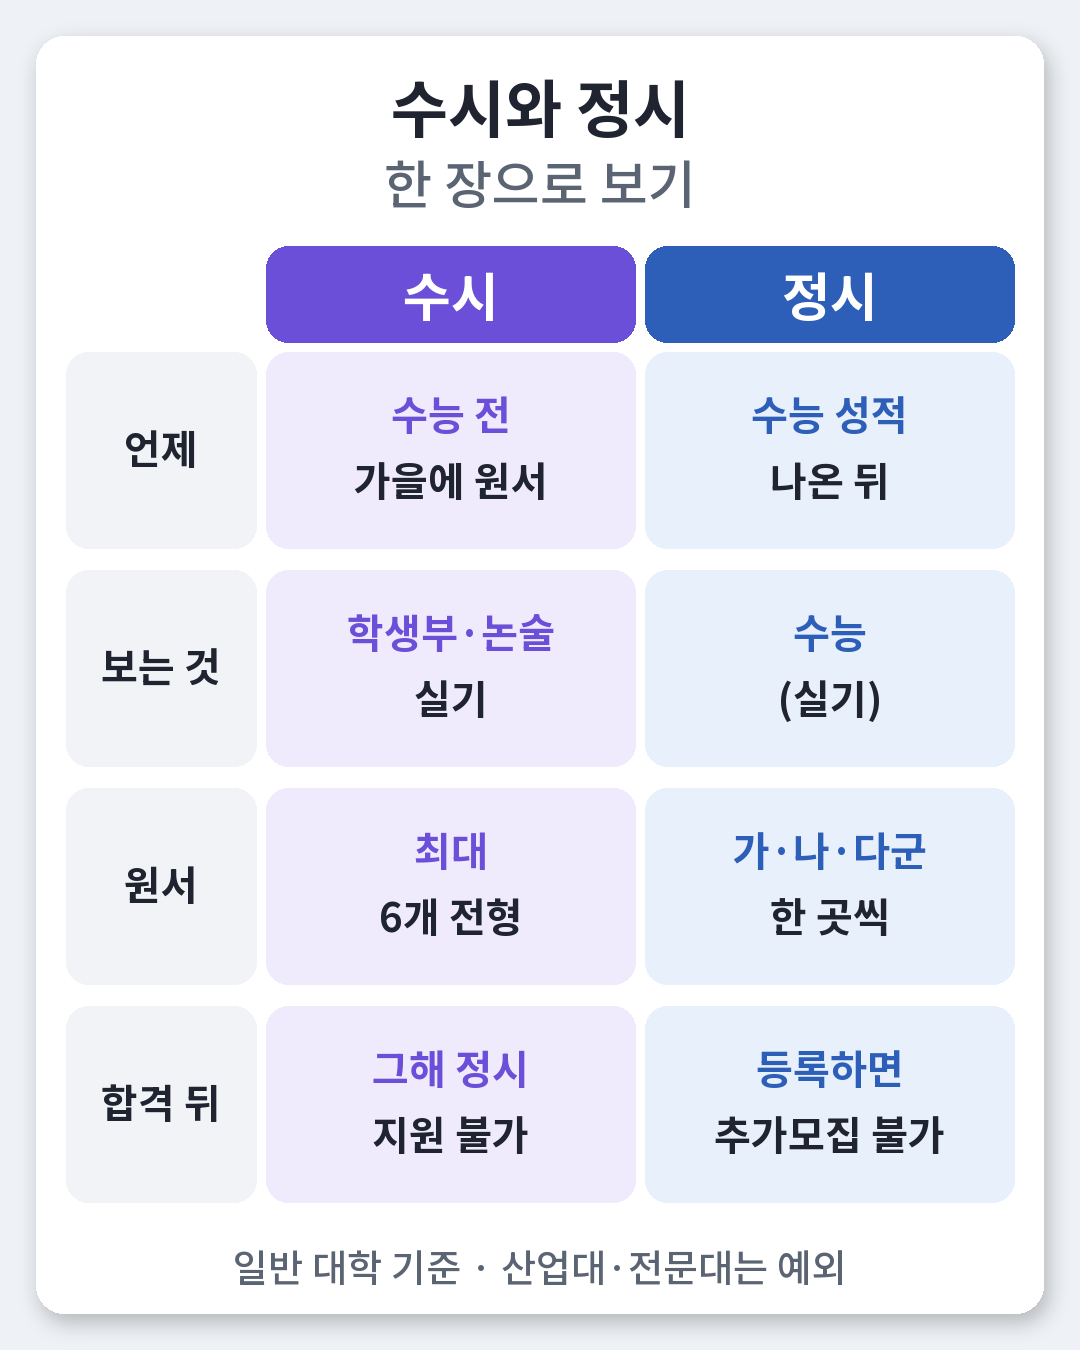 수시와 정시
한 장으로 보기
수시
정시
언제
수능 전
가을에 원서
수능 성적
나온 뒤
보는 것
학생부·논술
실기
수능
(실기)
원서
최대
6개 전형
가·나·다군
한 곳씩
합격 뒤
그해 정시
지원 불가
등록하면
추가모집 불가
일반 대학 기준 · 산업대·전문대는 예외